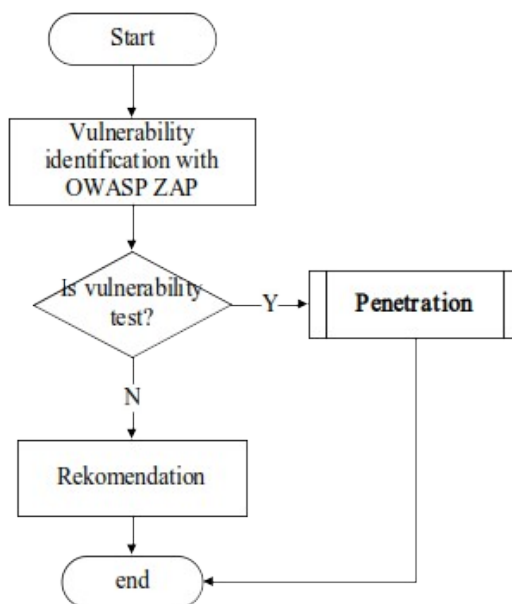 Start
Vulnerability
identification with
OWASP ZAP
Is vulnerability
test?
Y
Penetration
N
Rekomendation
end